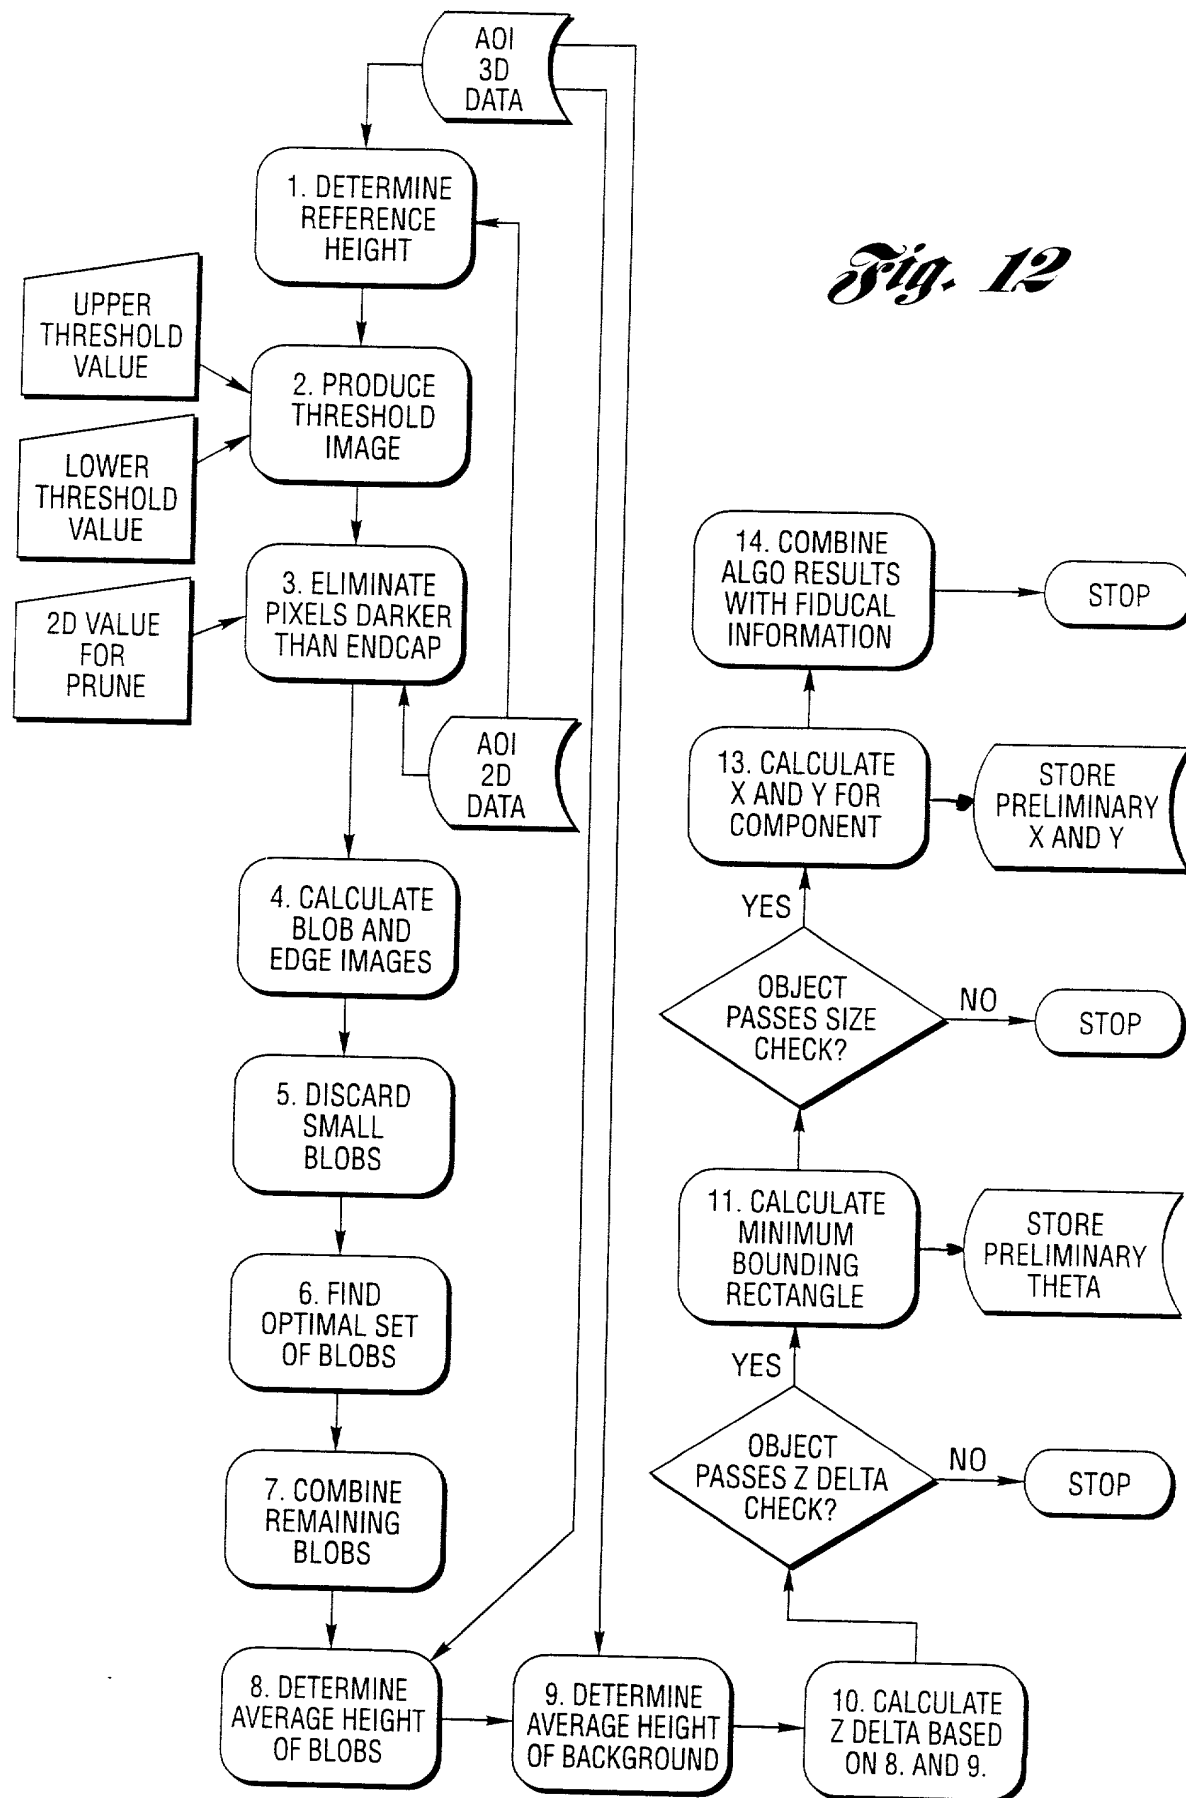 AOI
3D
DATA
1. DETERMINE
REFERENCE
HEIGHT
Fig. 12
UPPER
THRESHOLD
VALUE
2. PRODUCE
THRESHOLD
IMAGE
LOWER
THRESHOLD
VALUE
3. ELIMINATE
PIXELS DARKER
THAN ENDCAP
2D VALUE
FOR
PRUNE
AOI
2D
DATA
4. CALCULATE
BLOB AND
EDGE IMAGES
5. DISCARD
SMALL
BLOBS
6. FIND
OPTIMAL SET
OF BLOBS
7. COMBINE
REMAINING
BLOBS
8. DETERMINE
AVERAGE HEIGHT
OF BLOBS
9. DETERMINE
AVERAGE HEIGHT
OF BACKGROUND
10. CALCULATE
Z DELTA BASED
ON 8. AND 9.
OBJECT
PASSES Z DELTA
CHECK?
NO
STOP
YES
11. CALCULATE
MINIMUM
BOUNDING
RECTANGLE
STORE
PRELIMINARY
THETA
OBJECT
PASSES SIZE
CHECK?
NO
STOP
YES
13. CALCULATE
X AND Y FOR
COMPONENT
STORE
PRELIMINARY
X AND Y
14. COMBINE
ALGO RESULTS
WITH FIDUCAL
INFORMATION
STOP